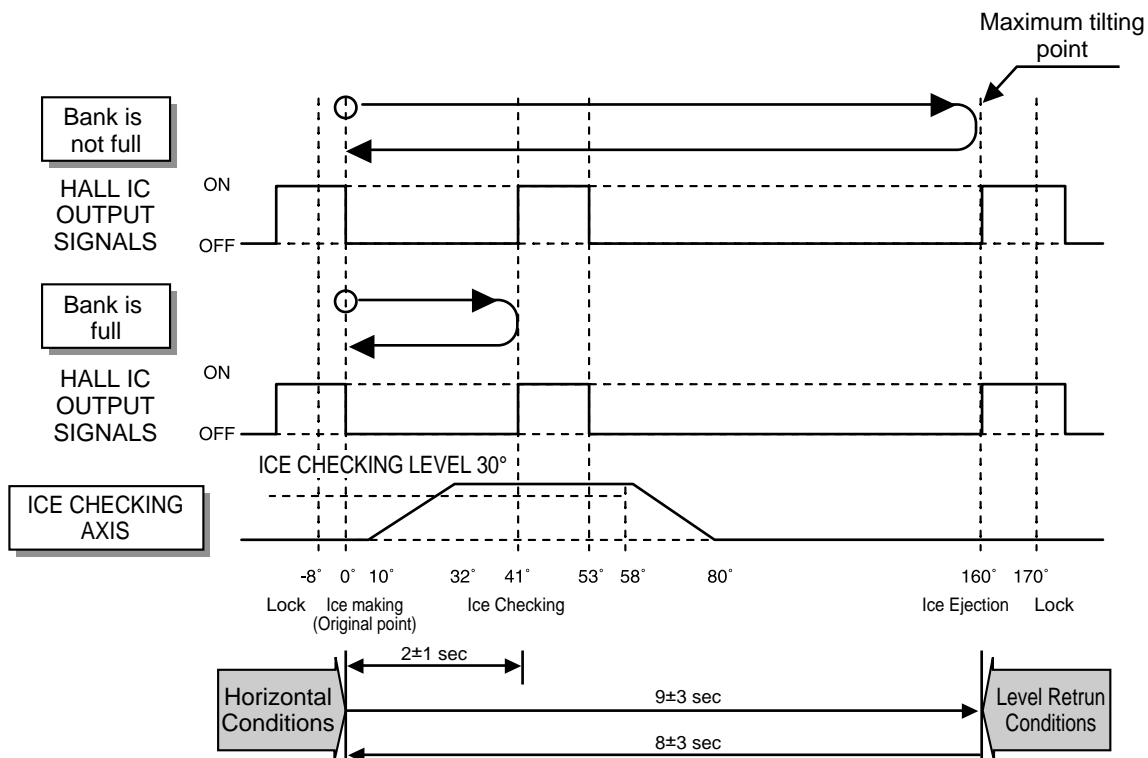 Maximum tilting
point
Bank is
not full
HALL IC
OUTPUT
SIGNALS
ON
OFF
Bank is
full
HALL IC
OUTPUT
SIGNALS
ON
OFF
ICE CHECKING LEVEL 30°
ICE CHECKING
AXIS
-8° 0° 10° 32° 41° 53° 58° 80° 160° 170°
Lock Ice making Ice Checking Ice Ejection Lock
(Original point)
2±1 sec
Horizontal
Conditions
9±3 sec
Level Retrun
Conditions
8±3 sec